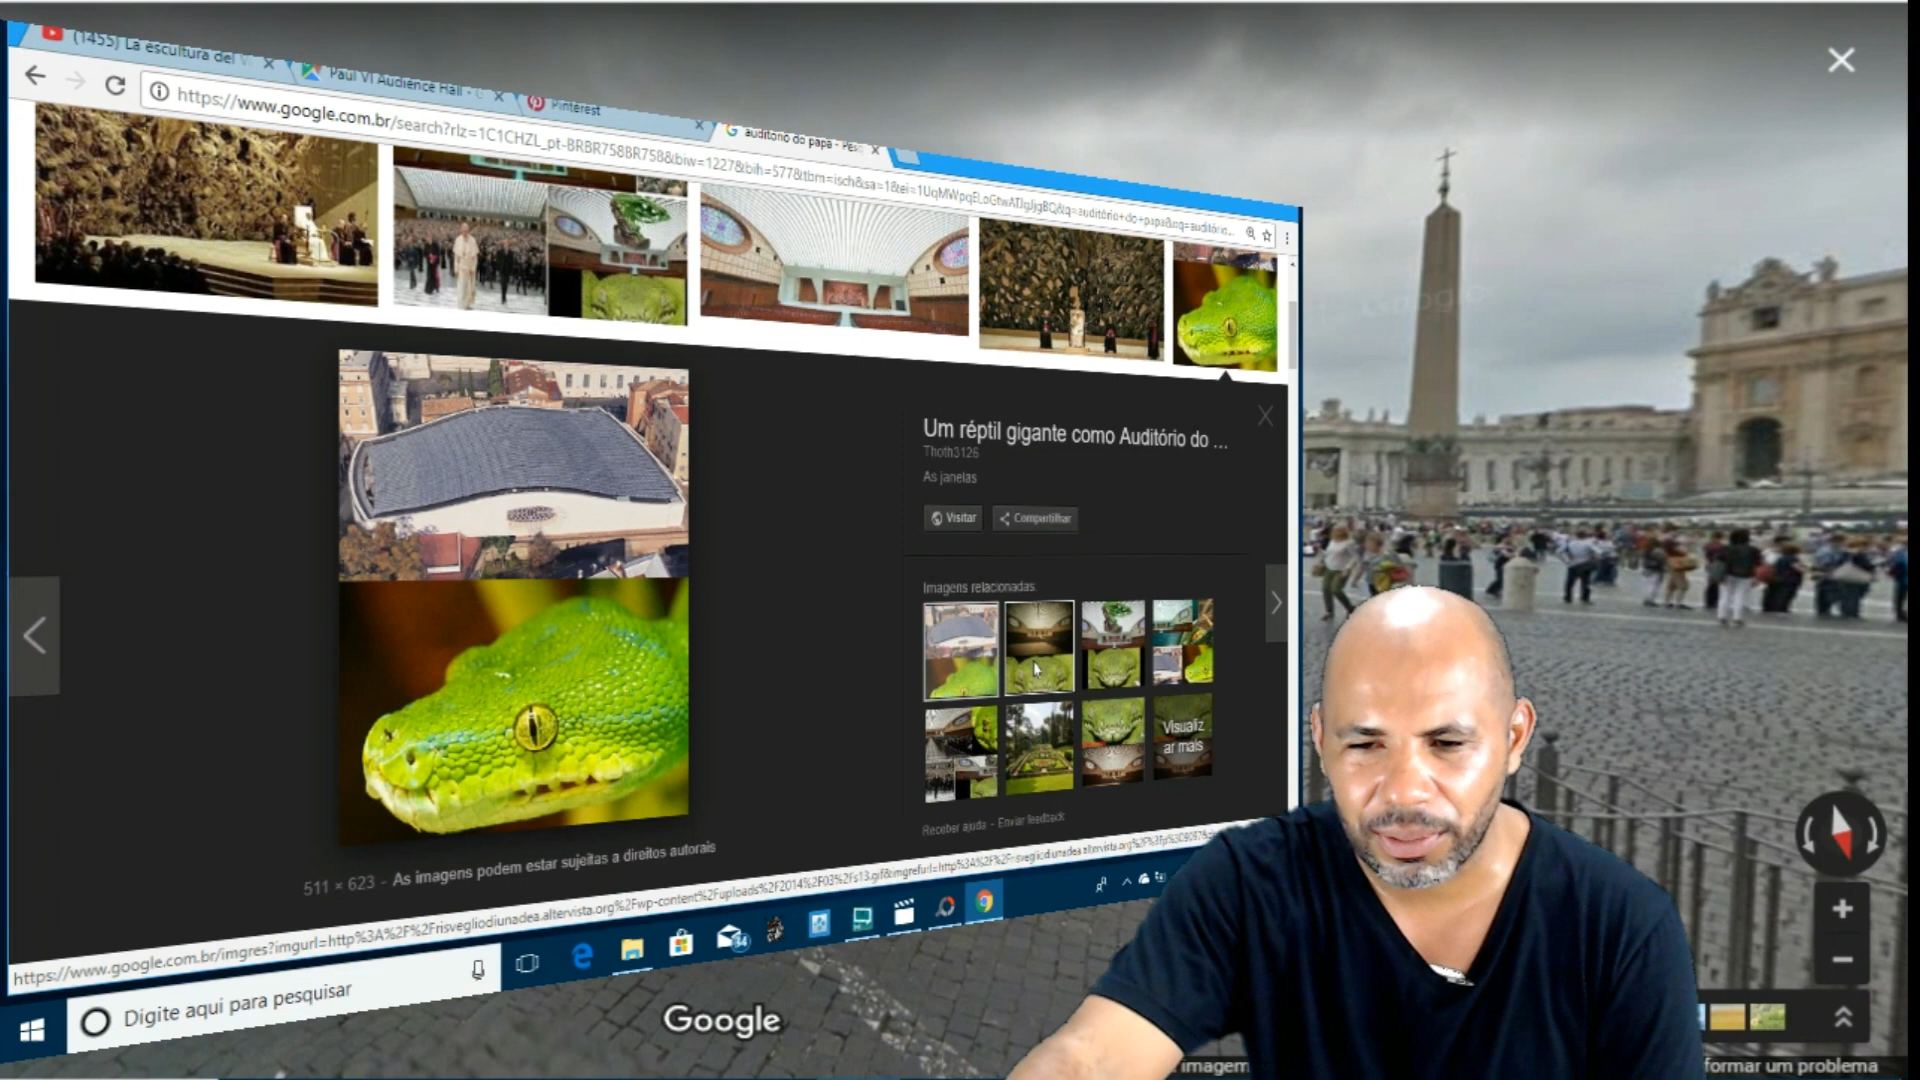 (1455) La escultura del V
Paul VI Audience Hall -
Pinterest
auditório do papa - Pes
https://www.google.com.br/search?rlz=1C1CHZL_pt-BRBR758BR758&biw=1227&bih=577&tbm=isch&sa=1&ei=
Um réptil gigante como Auditório do ...
Thoth3126
As janelas
Visitar
Compartilhar
Imagens relacionadas:
Visualiz
ar mais
Receber ajuda - Enviar feedback
511 × 623 - As imagens podem estar sujeitas a direitos autorais
https://www.google.com.br/imgres?imgurl=http%3A%2F%2Frisvegliodiunadea.altervista.org%2Fwp-content%2Fuploads%2F2014%2F03%2Fs13.gif&imgrefurl=http%3A%2F%2Frisvegliodiunadea.altervista.org%2F
34
Digite aqui para pesquisar
Google
imagem
formar um problema